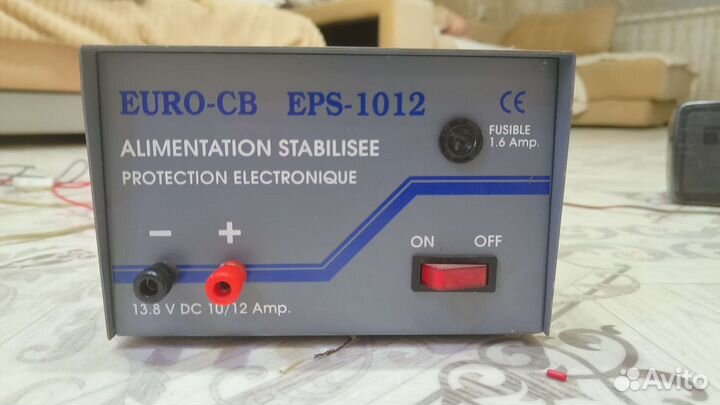 EURO-CB EPS-1012 CE
ALIMENTATION STABILISEE
PROTECTION ELECTRONIQUE
FUSIBLE
1.6 Amp.
− +
ON OFF
13.8 V DC 10/12 Amp.
Avito